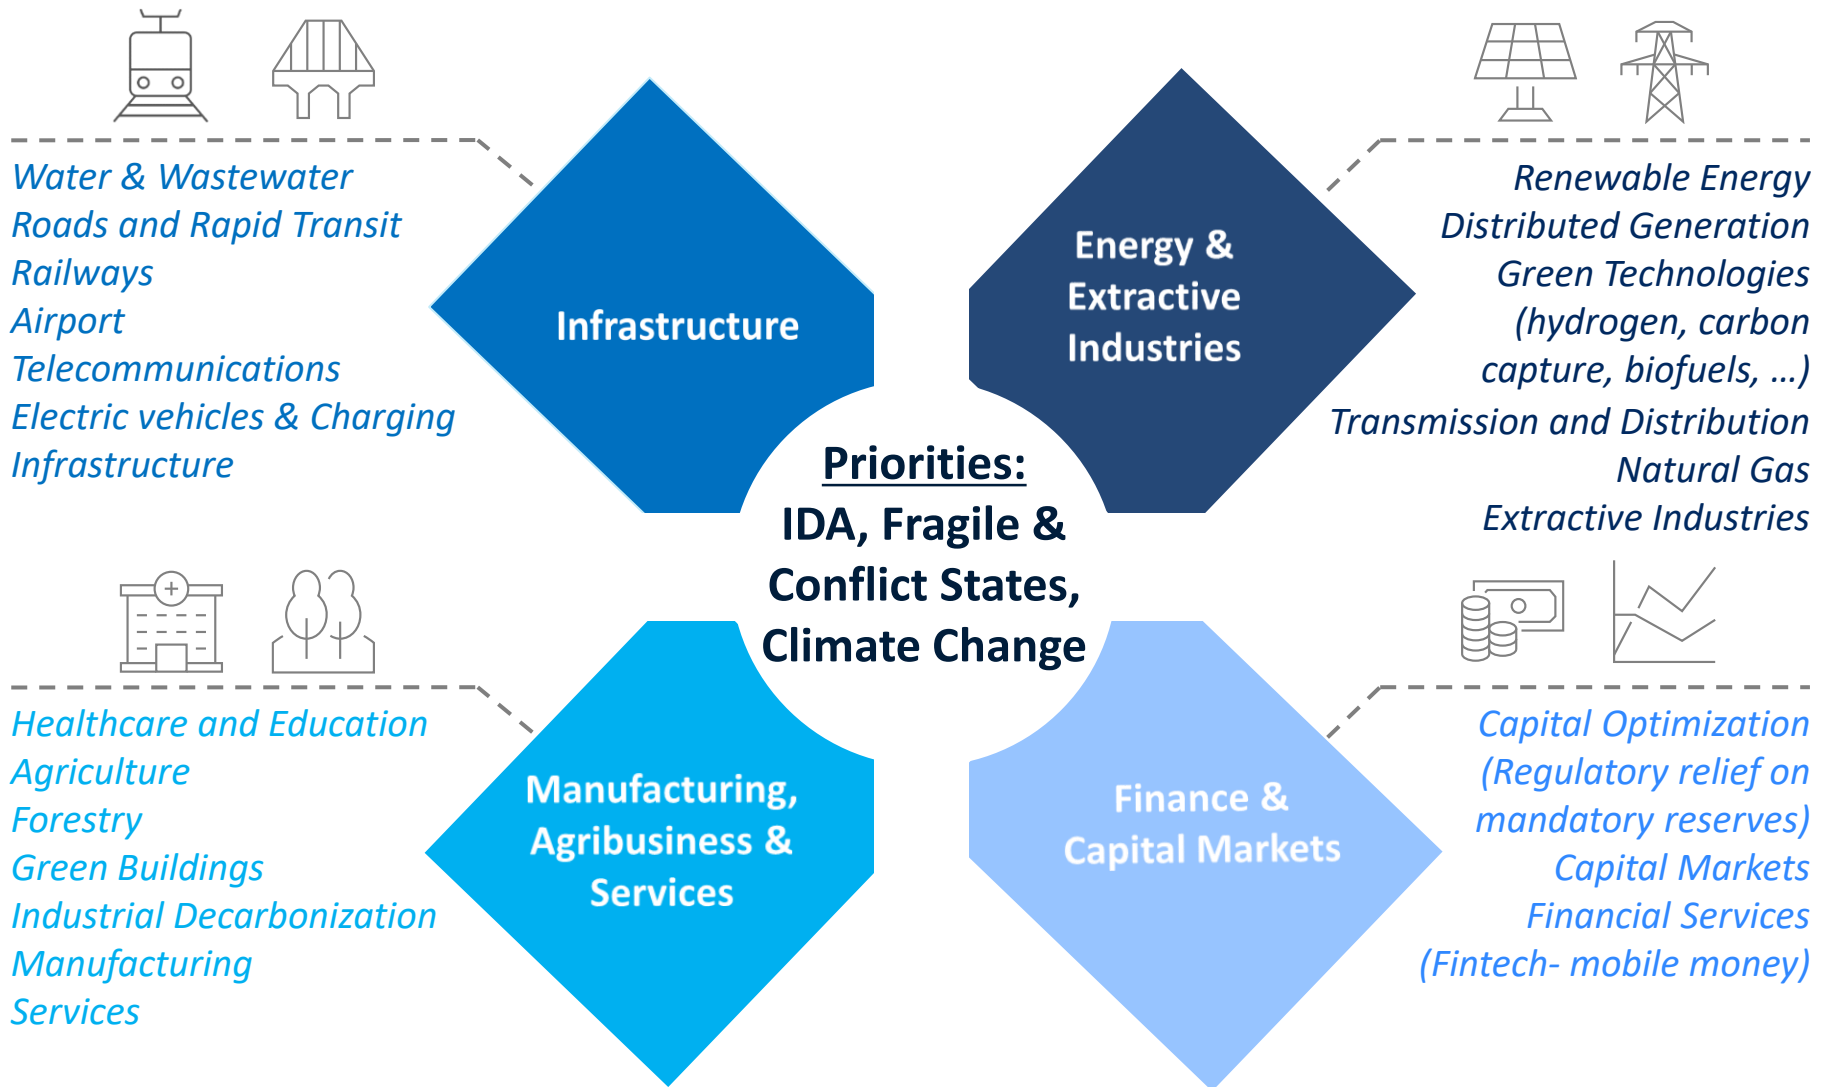 Water & Wastewater
Roads and Rapid Transit
Railways
Airport
Telecommunications
Electric vehicles & Charging
Infrastructure
Infrastructure
Energy &
Extractive
Industries
Renewable Energy
Distributed Generation
Green Technologies
(hydrogen, carbon
capture, biofuels, …)
Transmission and Distribution
Natural Gas
Extractive Industries
Priorities:
IDA, Fragile &
Conflict States,
Climate Change
Healthcare and Education
Agriculture
Forestry
Green Buildings
Industrial Decarbonization
Manufacturing
Services
Manufacturing,
Agribusiness &
Services
Finance &
Capital Markets
Capital Optimization
(Regulatory relief on
mandatory reserves)
Capital Markets
Financial Services
(Fintech- mobile money)